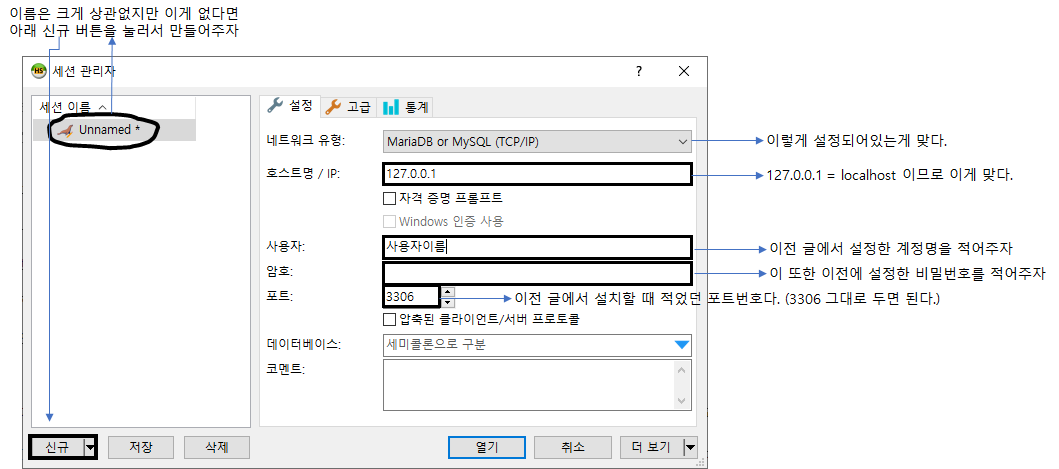 이름은 크게 상관없지만 이게 없다면
아래 신규 버튼을 눌러서 만들어주자
HS 세션 관리자 ?
세션 이름
Unnamed *
설정 고급 통계
네트워크 유형: MariaDB or MySQL (TCP/IP) 이렇게 설정되어있는게 맞다.
호스트명 / IP: 127.0.0.1 127.0.0.1 = localhost 이므로 이게 맞다.
자격 증명 프롬프트
Windows 인증 사용
사용자: 사용자이름 이전 글에서 설정한 계정명을 적어주자
암호: 이 또한 이전에 설정한 비밀번호를 적어주자
포트: 3306 이전 글에서 설치할 때 적었던 포트번호다. (3306 그대로 두면 된다.)
압축된 클라이언트/서버 프로토콜
데이터베이스: 세미콜론으로 구분
코멘트:
신규 저장 삭제 열기 취소 더 보기